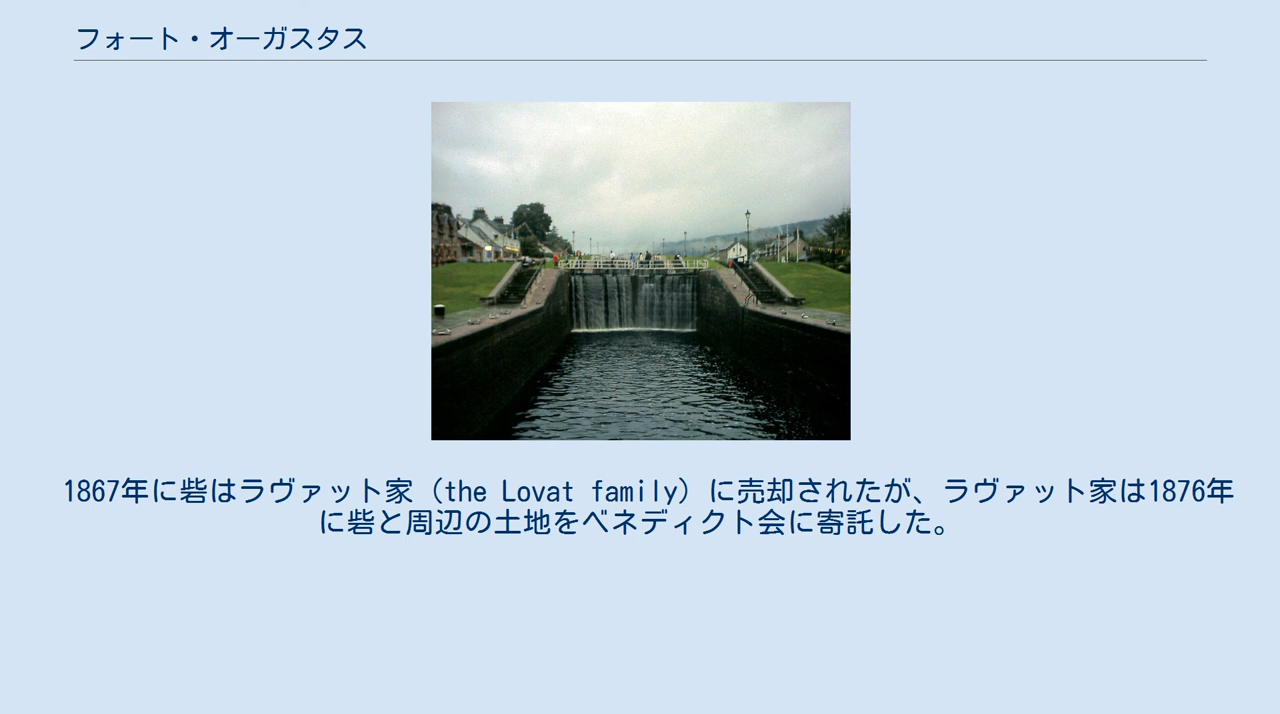 フォート・オーガスタス
1867年に砦はラヴァット家（the Lovat family）に売却されたが、ラヴァット家は1876年
に砦と周辺の土地をベネディクト会に寄託した。